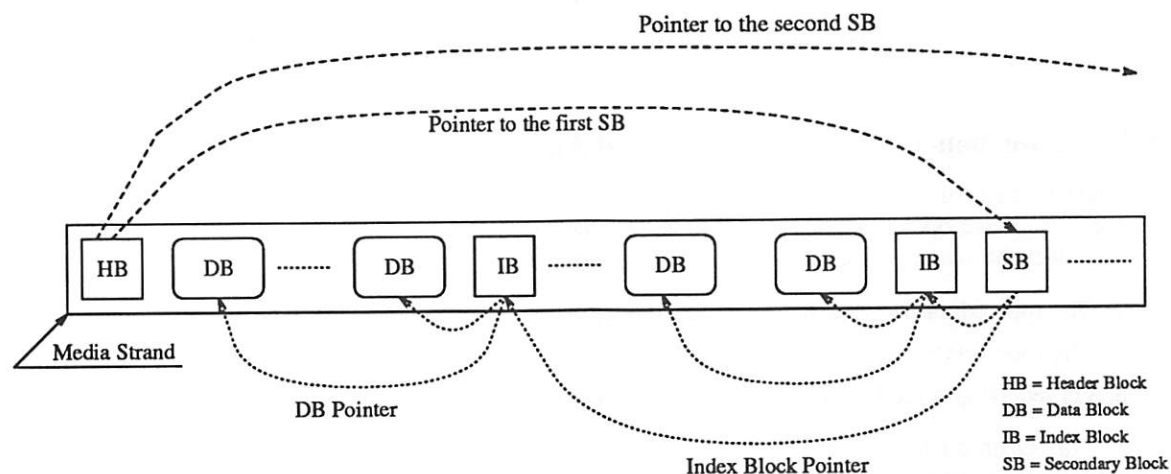 Pointer to the second SB
Pointer to the first SB
HB
DB
DB
IB
DB
DB
IB
SB
Media Strand
DB Pointer
Index Block Pointer
HB = Header Block
DB = Data Block
IB = Index Block
SB = Secondary Block